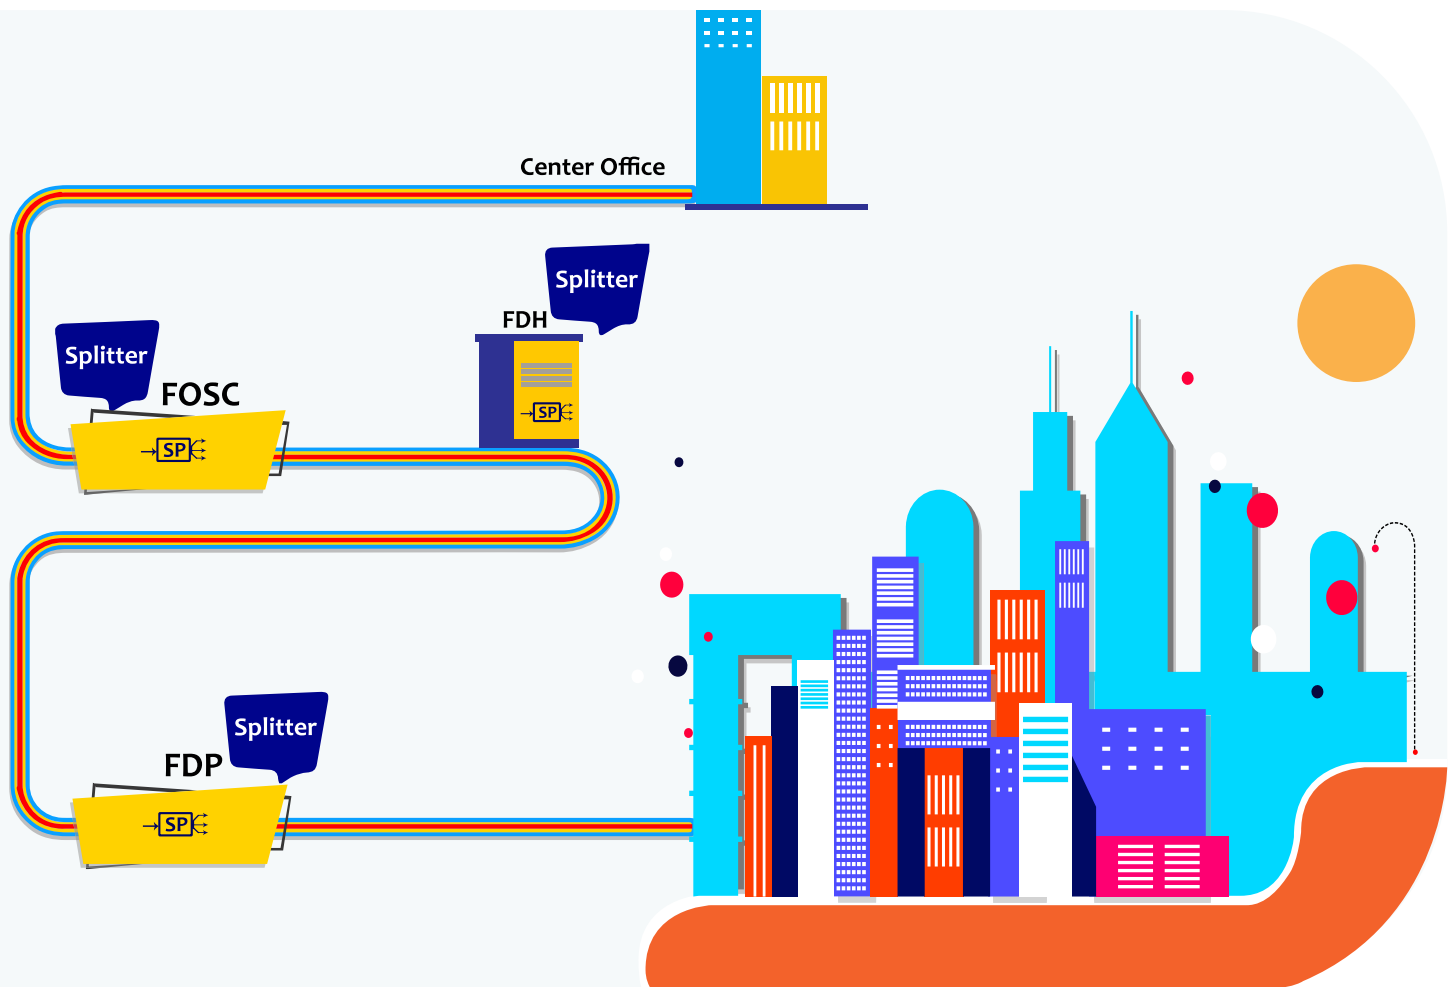 Center Office
Splitter
FDH
SP
Splitter
FOSC
SP
Splitter
FDP
SP